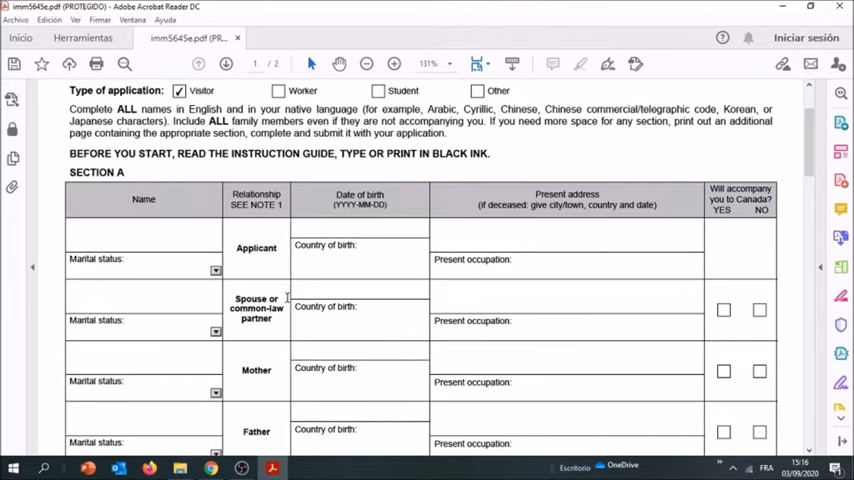 imm5645e.pdf (PROTEGIDO) - Adobe Acrobat Reader DC
Archivo Edición Ver Firmar Ventana Ayuda
Inicio Herramientas imm5645e.pdf (PR... × Iniciar sesión
1 / 2 131%
Type of application: Visitor Worker Student Other
Complete ALL names in English and in your native language (for example, Arabic, Cyrillic, Chinese, Chinese commercial/telegraphic code, Korean, or
Japanese characters). Include ALL family members even if they are not accompanying you. If you need more space for any section, print out an additional
page containing the appropriate section, complete and submit it with your application.
BEFORE YOU START, READ THE INSTRUCTION GUIDE, TYPE OR PRINT IN BLACK INK.
SECTION A
Name
Relationship
SEE NOTE 1
Date of birth
(YYYY-MM-DD)
Present address
(if deceased: give city/town, country and date)
Will accompany
you to Canada?
YES NO
Applicant
Country of birth:
Marital status:
Present occupation:
Spouse or
common-law
partner
Country of birth:
Marital status:
Present occupation:
Mother
Country of birth:
Marital status:
Present occupation:
Father
Country of birth:
Marital status:
Present occupation:
Escritorio OneDrive FRA
15:16
03/09/2020